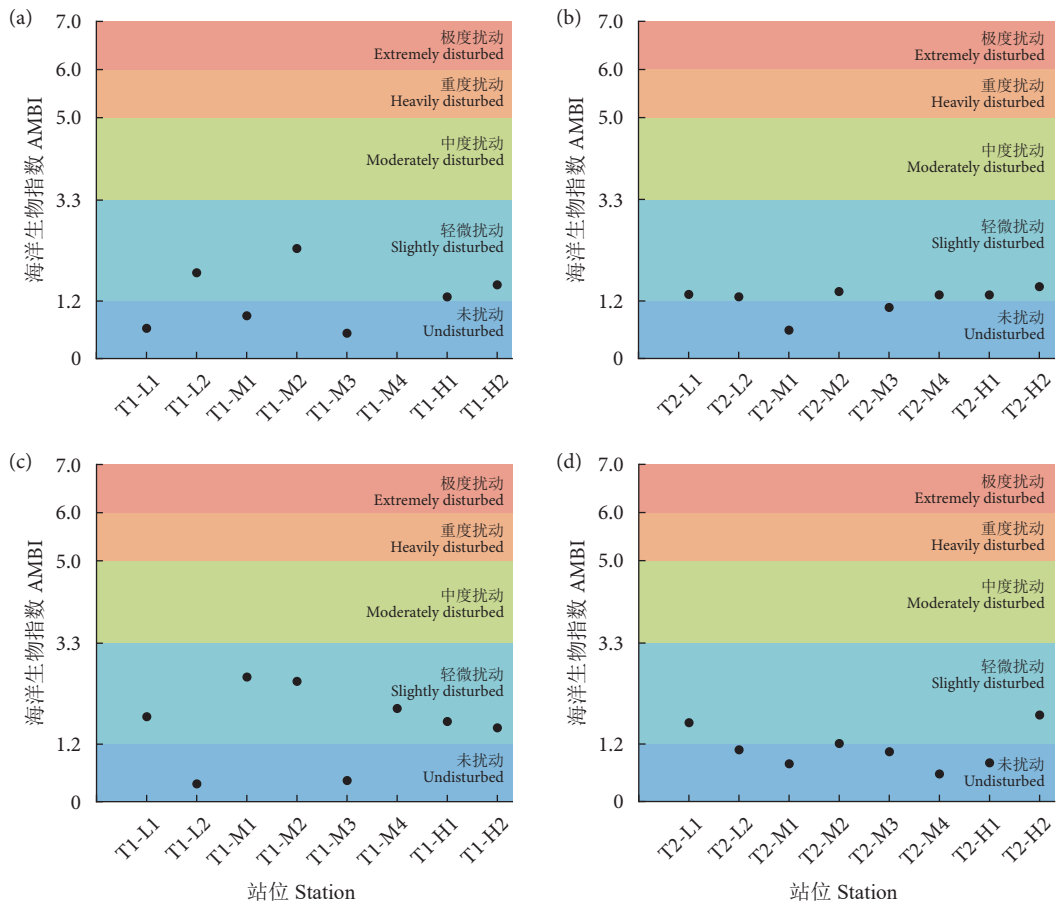 (a)
海洋生物指数 AMBI
7.0
6.0
5.0
3.3
1.2
0
极度扰动
Extremely disturbed
重度扰动
Heavily disturbed
中度扰动
Moderately disturbed
轻微扰动
Slightly disturbed
未扰动
Undisturbed
T1-L1
T1-L2
T1-M1
T1-M2
T1-M3
T1-M4
T1-H1
T1-H2
(b)
海洋生物指数 AMBI
7.0
6.0
5.0
3.3
1.2
0
极度扰动
Extremely disturbed
重度扰动
Heavily disturbed
中度扰动
Moderately disturbed
轻微扰动
Slightly disturbed
未扰动
Undisturbed
T2-L1
T2-L2
T2-M1
T2-M2
T2-M3
T2-M4
T2-H1
T2-H2
(c)
海洋生物指数 AMBI
7.0
6.0
5.0
3.3
1.2
0
极度扰动
Extremely disturbed
重度扰动
Heavily disturbed
中度扰动
Moderately disturbed
轻微扰动
Slightly disturbed
未扰动
Undisturbed
T1-L1
T1-L2
T1-M1
T1-M2
T1-M3
T1-M4
T1-H1
T1-H2
站位 Station
(d)
海洋生物指数 AMBI
7.0
6.0
5.0
3.3
1.2
0
极度扰动
Extremely disturbed
重度扰动
Heavily disturbed
中度扰动
Moderately disturbed
轻微扰动
Slightly disturbed
未扰动
Undisturbed
T2-L1
T2-L2
T2-M1
T2-M2
T2-M3
T2-M4
T2-H1
T2-H2
站位 Station